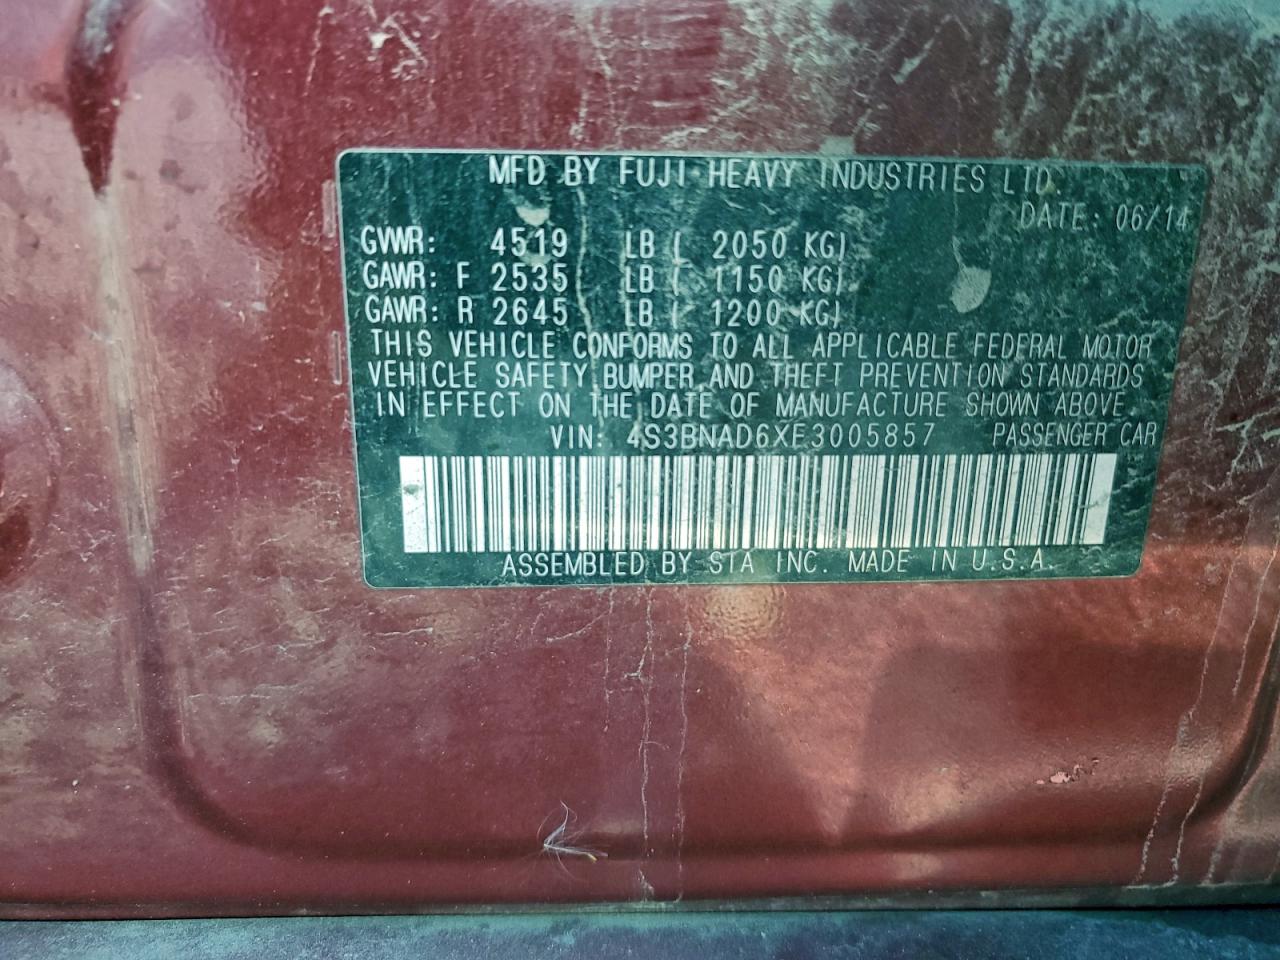 MFD BY FUJI HEAVY INDUSTRIES LTD.
DATE: 06/14
GVWR: 4519 LB ( 2050 KG)
GAWR: F 2535 LB ( 1150 KG)
GAWR: R 2645 LB ( 1200 KG)
THIS VEHICLE CONFORMS TO ALL APPLICABLE FEDERAL MOTOR
VEHICLE SAFETY BUMPER AND THEFT PREVENTION STANDARDS
IN EFFECT ON THE DATE OF MANUFACTURE SHOWN ABOVE.
VIN: 4S3BNAD6XE3005857 PASSENGER CAR
ASSEMBLED BY SIA INC. MADE IN U.S.A.